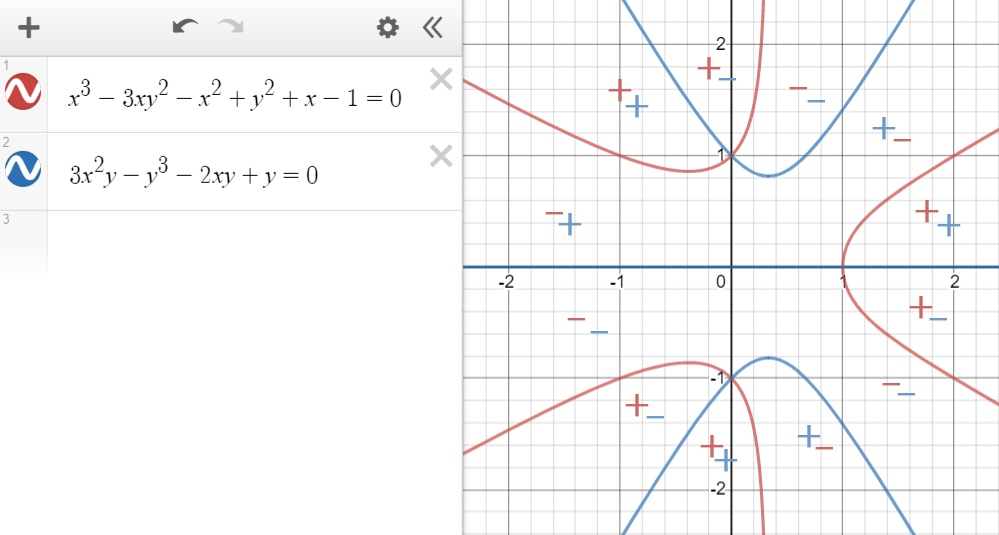 1
x³ − 3xy² − x² + y² + x − 1 = 0
2
3x²y − y³ − 2xy + y = 0
3
2
1
-2 -1 0 1 2
-1
-2